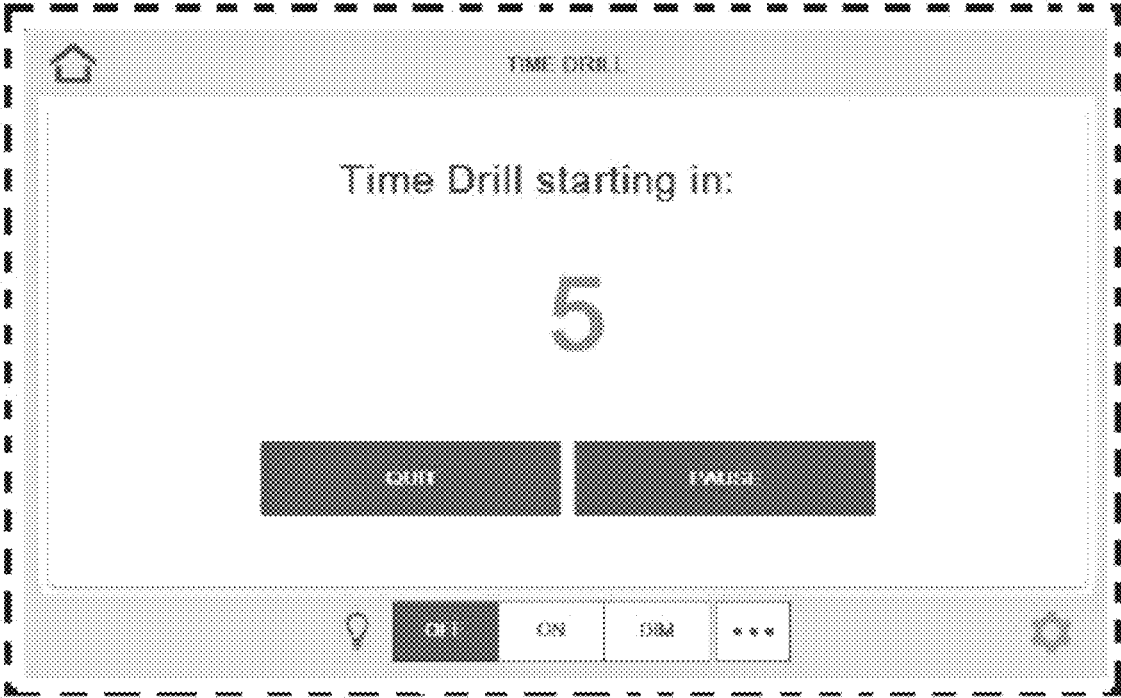 TIME DRILL
Time Drill starting in:
5
QUIT PAUSE
OFF ON DIM •••